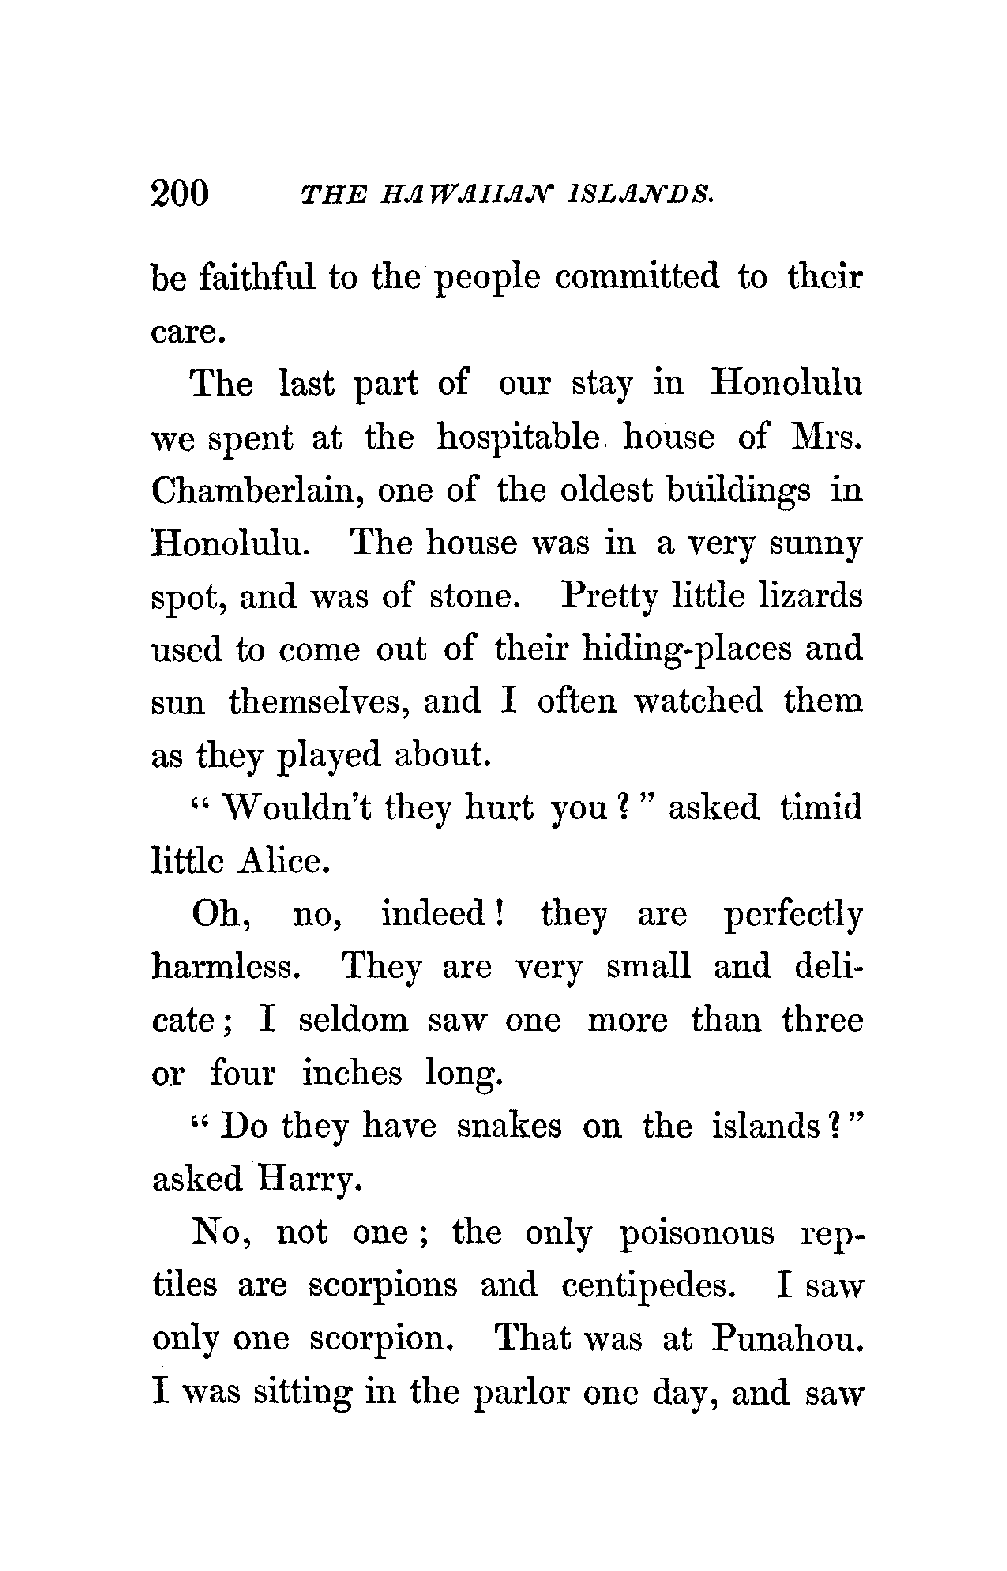 200 THE HAWAIIAN ISLANDS.
be faithful to the people committed to their
care.
The last part of our stay in Honolulu
we spent at the hospitable house of Mrs.
Chamberlain, one of the oldest buildings in
Honolulu. The house was in a very sunny
spot, and was of stone. Pretty little lizards
used to come out of their hiding-places and
sun themselves, and I often watched them
as they played about.
“ Wouldn’t they hurt you ? ” asked timid
little Alice.
Oh, no, indeed ! they are perfectly
harmless. They are very small and deli-
cate ; I seldom saw one more than three
or four inches long.
“ Do they have snakes on the islands ? ”
asked Harry.
No, not one ; the only poisonous rep-
tiles are scorpions and centipedes. I saw
only one scorpion. That was at Punahou.
I was sitting in the parlor one day, and saw